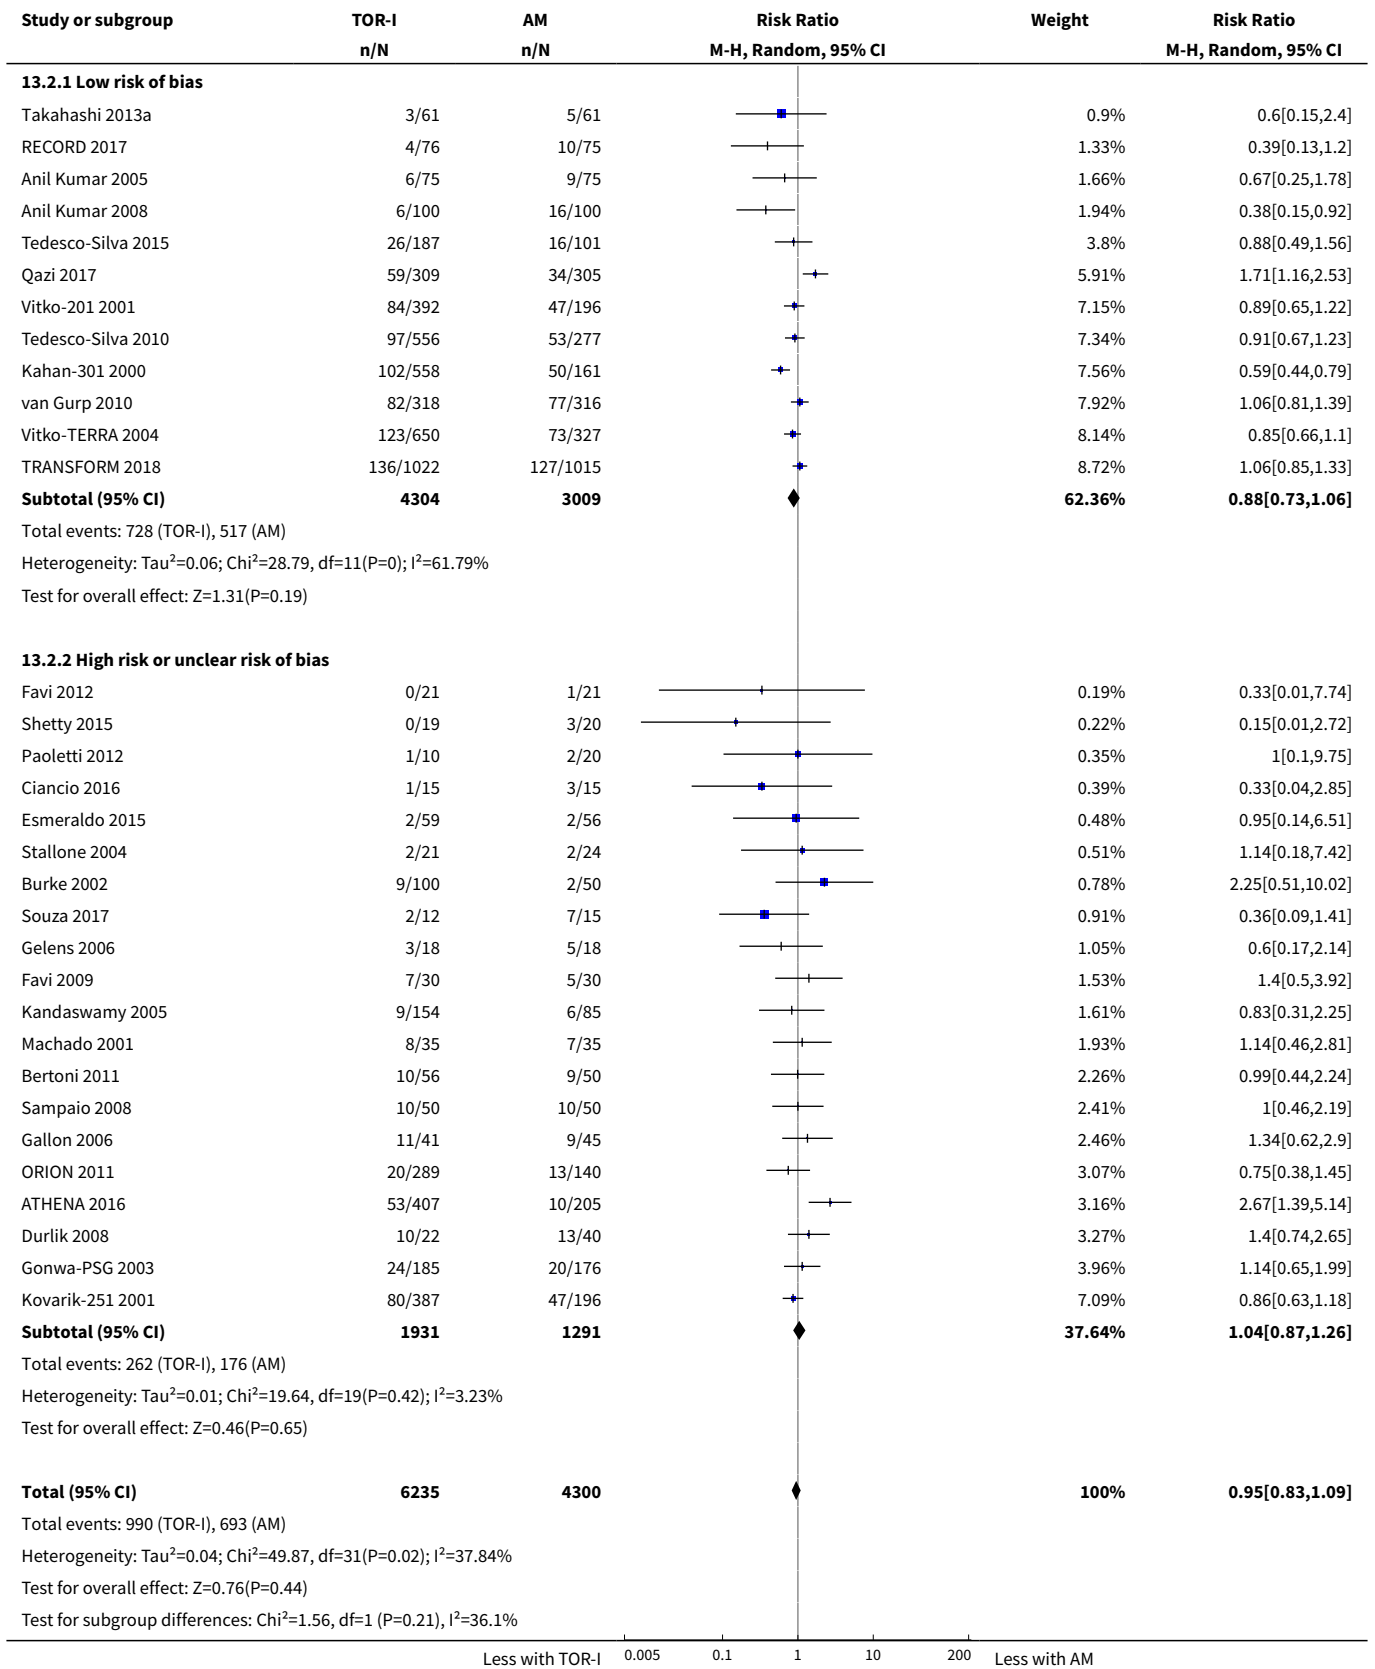 Study or subgroup TOR-I AM Risk Ratio Weight Risk Ratio
n/N n/N M-H, Random, 95% CI M-H, Random, 95% CI
13.2.1 Low risk of bias
Takahashi 2013a 3/61 5/61 0.9% 0.6[0.15,2.4]
RECORD 2017 4/76 10/75 1.33% 0.39[0.13,1.2]
Anil Kumar 2005 6/75 9/75 1.66% 0.67[0.25,1.78]
Anil Kumar 2008 6/100 16/100 1.94% 0.38[0.15,0.92]
Tedesco-Silva 2015 26/187 16/101 3.8% 0.88[0.49,1.56]
Qazi 2017 59/309 34/305 5.91% 1.71[1.16,2.53]
Vitko-201 2001 84/392 47/196 7.15% 0.89[0.65,1.22]
Tedesco-Silva 2010 97/556 53/277 7.34% 0.91[0.67,1.23]
Kahan-301 2000 102/558 50/161 7.56% 0.59[0.44,0.79]
van Gurp 2010 82/318 77/316 7.92% 1.06[0.81,1.39]
Vitko-TERRA 2004 123/650 73/327 8.14% 0.85[0.66,1.1]
TRANSFORM 2018 136/1022 127/1015 8.72% 1.06[0.85,1.33]
Subtotal (95% CI) 4304 3009 62.36% 0.88[0.73,1.06]
Total events: 728 (TOR-I), 517 (AM)
Heterogeneity: Tau²=0.06; Chi²=28.79, df=11(P=0); I²=61.79%
Test for overall effect: Z=1.31(P=0.19)
13.2.2 High risk or unclear risk of bias
Favi 2012 0/21 1/21 0.19% 0.33[0.01,7.74]
Shetty 2015 0/19 3/20 0.22% 0.15[0.01,2.72]
Paoletti 2012 1/10 2/20 0.35% 1[0.1,9.75]
Ciancio 2016 1/15 3/15 0.39% 0.33[0.04,2.85]
Esmeraldo 2015 2/59 2/56 0.48% 0.95[0.14,6.51]
Stallone 2004 2/21 2/24 0.51% 1.14[0.18,7.42]
Burke 2002 9/100 2/50 0.78% 2.25[0.51,10.02]
Souza 2017 2/12 7/15 0.91% 0.36[0.09,1.41]
Gelens 2006 3/18 5/18 1.05% 0.6[0.17,2.14]
Favi 2009 7/30 5/30 1.53% 1.4[0.5,3.92]
Kandaswamy 2005 9/154 6/85 1.61% 0.83[0.31,2.25]
Machado 2001 8/35 7/35 1.93% 1.14[0.46,2.81]
Bertoni 2011 10/56 9/50 2.26% 0.99[0.44,2.24]
Sampaio 2008 10/50 10/50 2.41% 1[0.46,2.19]
Gallon 2006 11/41 9/45 2.46% 1.34[0.62,2.9]
ORION 2011 20/289 13/140 3.07% 0.75[0.38,1.45]
ATHENA 2016 53/407 10/205 3.16% 2.67[1.39,5.14]
Durlik 2008 10/22 13/40 3.27% 1.4[0.74,2.65]
Gonwa-PSG 2003 24/185 20/176 3.96% 1.14[0.65,1.99]
Kovarik-251 2001 80/387 47/196 7.09% 0.86[0.63,1.18]
Subtotal (95% CI) 1931 1291 37.64% 1.04[0.87,1.26]
Total events: 262 (TOR-I), 176 (AM)
Heterogeneity: Tau²=0.01; Chi²=19.64, df=19(P=0.42); I²=3.23%
Test for overall effect: Z=0.46(P=0.65)
Total (95% CI) 6235 4300 100% 0.95[0.83,1.09]
Total events: 990 (TOR-I), 693 (AM)
Heterogeneity: Tau²=0.04; Chi²=49.87, df=31(P=0.02); I²=37.84%
Test for overall effect: Z=0.76(P=0.44)
Test for subgroup differences: Chi²=1.56, df=1 (P=0.21), I²=36.1%
Less with TOR-I 0.005 0.1 1 10 200 Less with AM